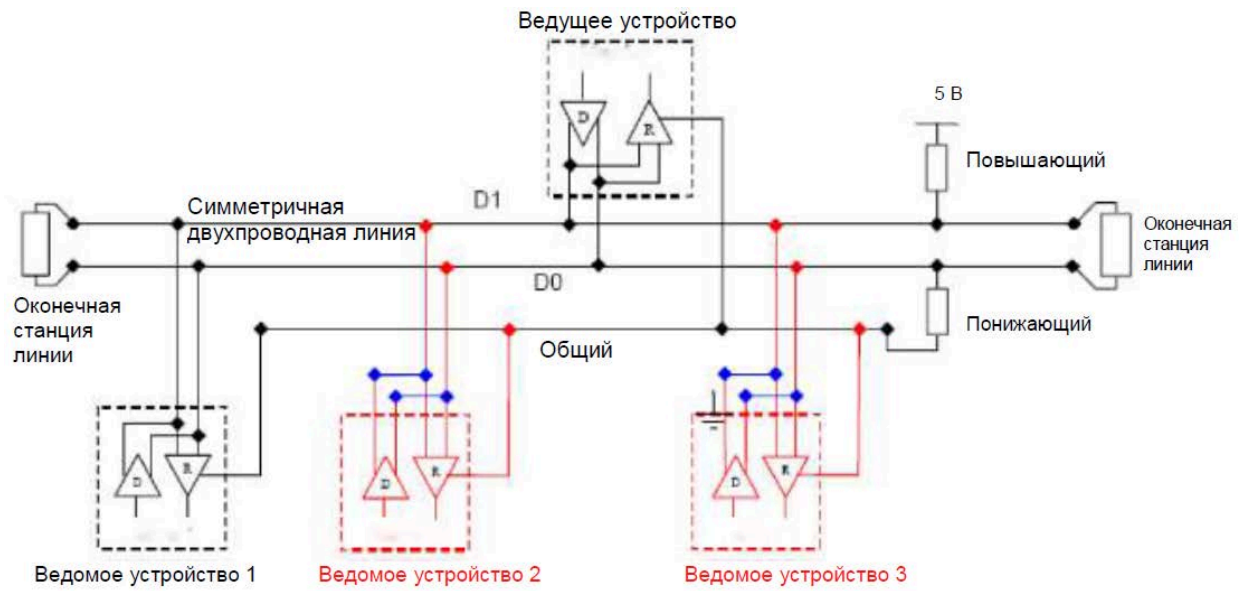 Ведущее устройство
D
R
5 В
Повышающий
D1
Симметричная
двухпроводная линия
Оконечная
станция
линии
D0
Оконечная
станция
линии
Понижающий
Общий
D
R
D
R
D
R
Ведомое устройство 1
Ведомое устройство 2
Ведомое устройство 3